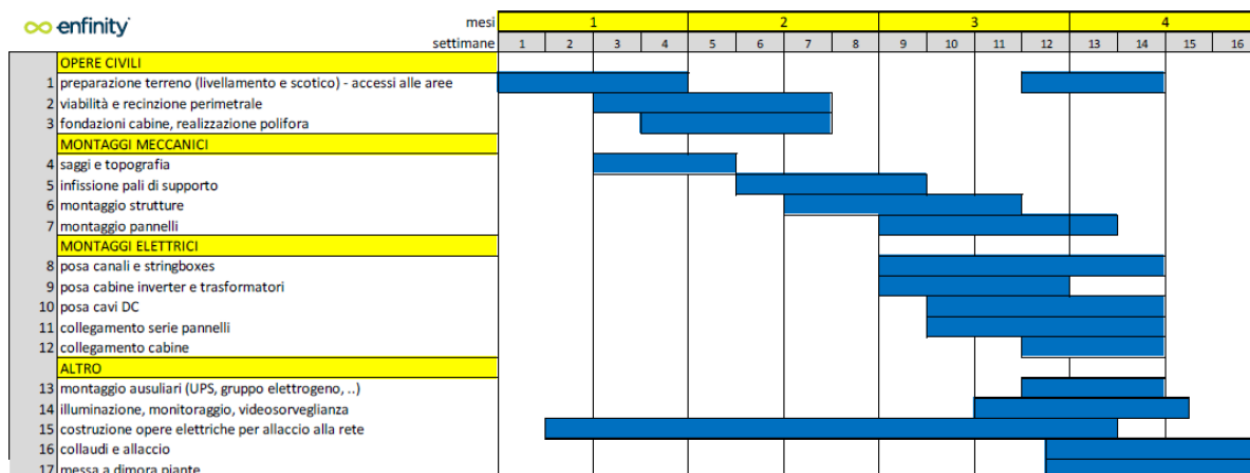 enfinity
mesi 1 2 3 4
settimane 1 2 3 4 5 6 7 8 9 10 11 12 13 14 15 16
OPERE CIVILI
1 preparazione terreno (livellamento e scotico) - accessi alle aree
2 viabilità e recinzione perimetrale
3 fondazioni cabine, realizzazione polifora
MONTAGGI MECCANICI
4 saggi e topografia
5 infissione pali di supporto
6 montaggio strutture
7 montaggio pannelli
MONTAGGI ELETTRICI
8 posa canali e stringboxes
9 posa cabine inverter e trasformatori
10 posa cavi DC
11 collegamento serie pannelli
12 collegamento cabine
ALTRO
13 montaggio ausuliari (UPS, gruppo elettrogeno, ..)
14 illuminazione, monitoraggio, videosorveglianza
15 costruzione opere elettriche per allaccio alla rete
16 collaudi e allaccio
17 messa a dimora piante